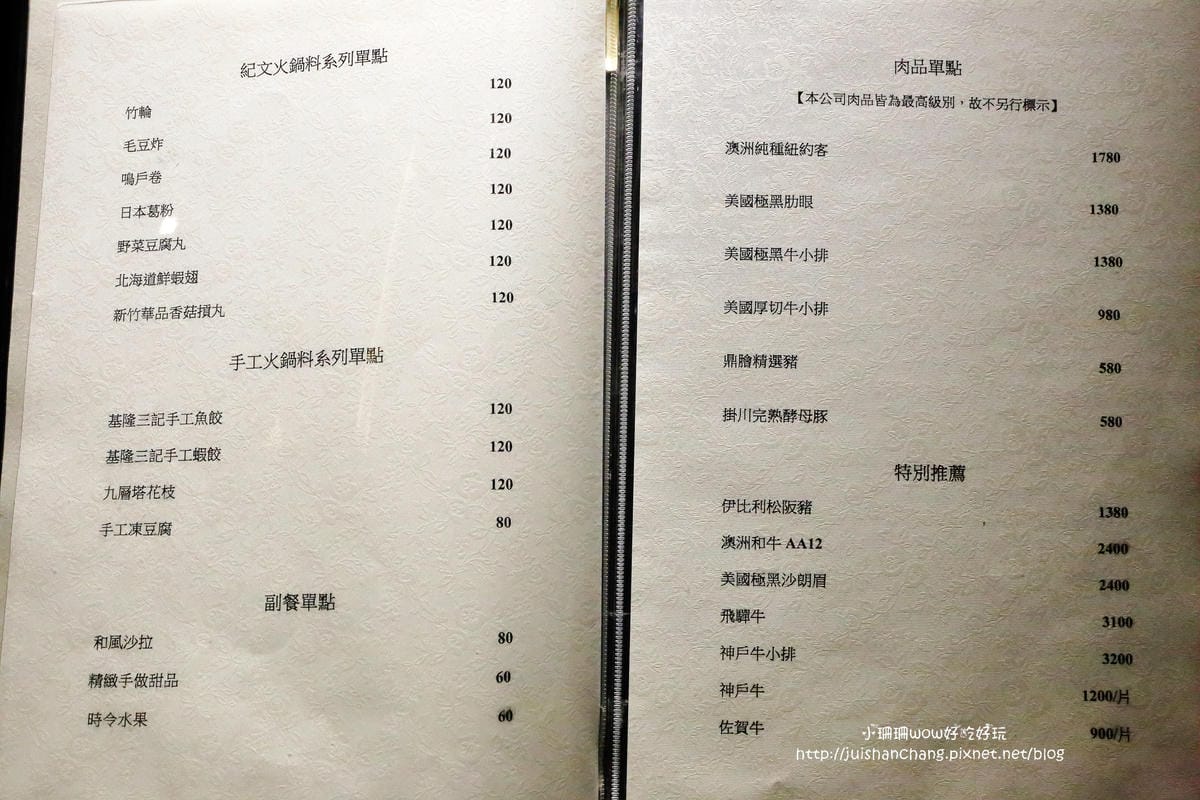 紀文火鍋料系列單點
竹輪 120
毛豆炸 120
鳴戶卷 120
日本葛粉 120
野菜豆腐丸 120
北海道鮮蝦翅 120
新竹華品香菇摃丸 120
手工火鍋料系列單點
基隆三記手工魚餃 120
基隆三記手工蝦餃 120
九層塔花枝 120
手工凍豆腐 80
副餐單點
和風沙拉 80
精緻手做甜品 60
時令水果 60
肉品單點
【本公司肉品皆為最高級別，故不另行標示】
澳洲純種紐約客 1780
美國極黑肋眼 1380
美國極黑牛小排 1380
美國厚切牛小排 980
鼎膾精選豬 580
掛川完熟酵母豚 580
特別推薦
伊比利松阪豬 1380
澳洲和牛 AA12 2400
美國極黑沙朗眉 2400
飛驒牛 3100
神戶牛小排 3200
神戶牛 1200/片
佐賀牛 900/片
小珊珊wow好吃好玩
http://juishanchang.pixnet.net/blog